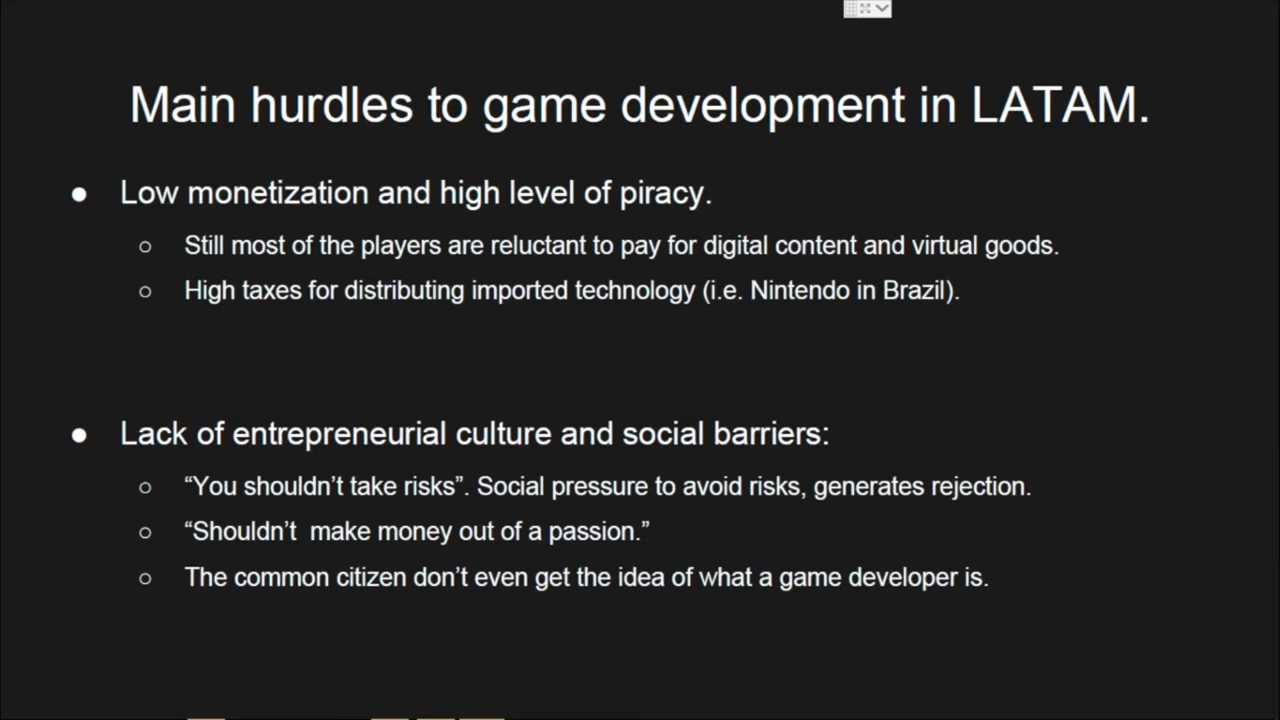 Main hurdles to game development in LATAM.
● Low monetization and high level of piracy.
○ Still most of the players are reluctant to pay for digital content and virtual goods.
○ High taxes for distributing imported technology (i.e. Nintendo in Brazil).
● Lack of entrepreneurial culture and social barriers:
○ “You shouldn’t take risks”. Social pressure to avoid risks, generates rejection.
○ “Shouldn’t  make money out of a passion.”
○ The common citizen don’t even get the idea of what a game developer is.